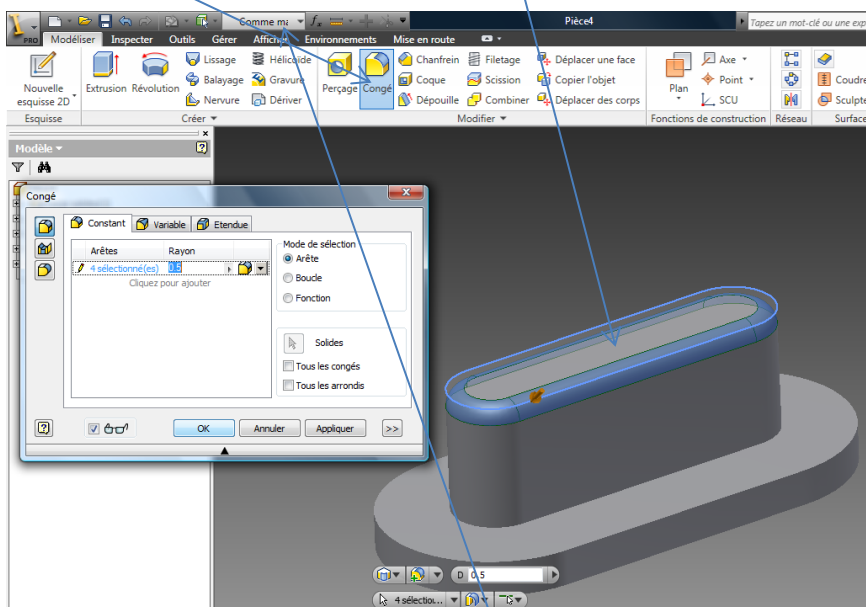 Comme ma
Pièce4
Tapez un mot-clé ou une exp
PRO
Modéliser Inspecter Outils Gérer Afficher Environnements Mise en route
Nouvelle esquisse 2D
Extrusion
Révolution
Lissage
Balayage
Nervure
Hélicoïde
Gravure
Dériver
Perçage
Congé
Chanfrein
Coque
Dépouille
Filetage
Scission
Combiner
Déplacer une face
Copier l'objet
Déplacer des corps
Plan
Axe
Point
SCU
Coudre
Sculpte
Esquisse
Créer
Modifier
Fonctions de construction
Réseau
Surface
Modèle
Congé
Constant Variable Etendue
Arêtes Rayon
4 sélectionné(es) 0.5
Cliquez pour ajouter
Mode de sélection
Arête
Boucle
Fonction
Solides
Tous les congés
Tous les arrondis
OK Annuler Appliquer >>
D 0.5
4 sélection...